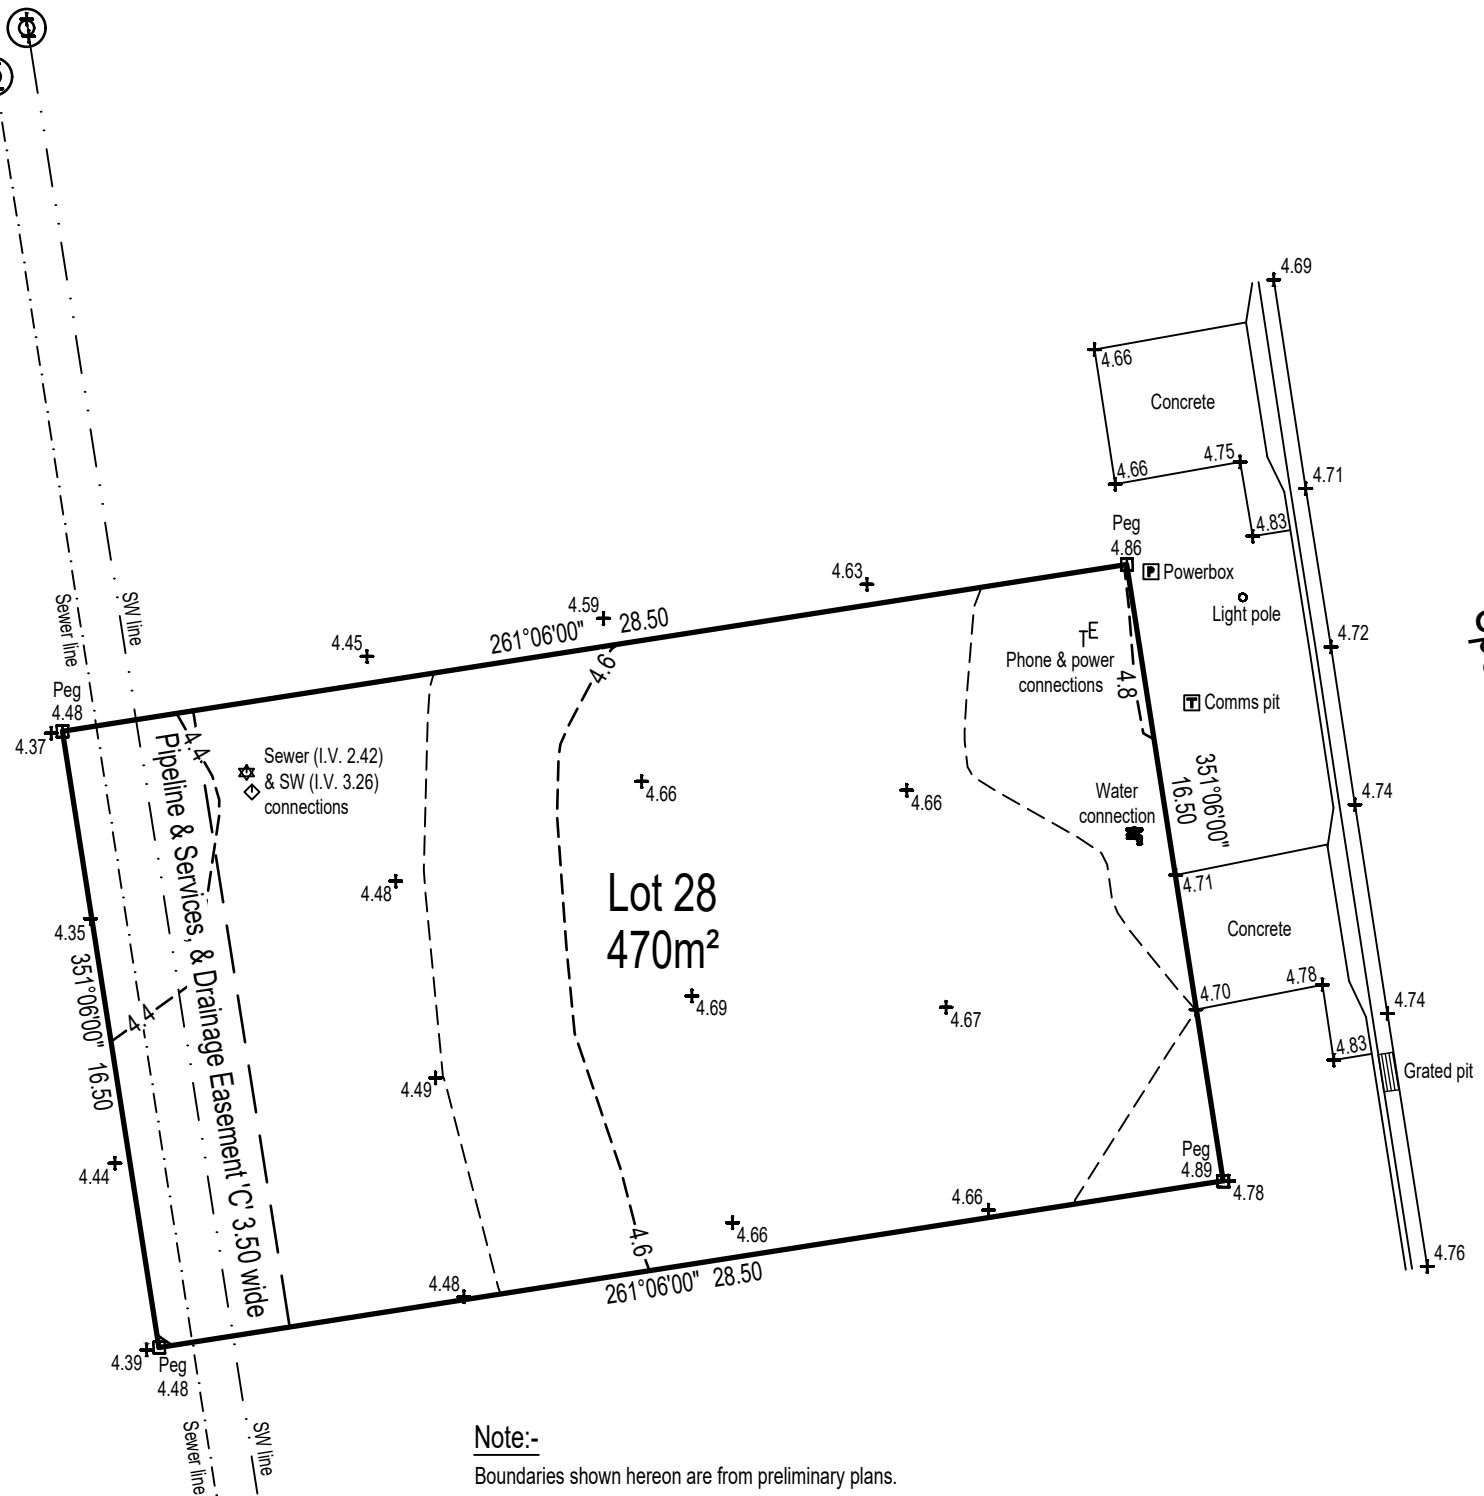 4.69
4.66
Concrete
4.75
4.66
4.71
4.83
Peg
4.86
Powerbox
Light pole
4.63
4.59
261°06'00" 28.50
4.45
Sewer line
SW line
4.72
TE
Phone & power
connections
4.8
4.6
Peg
4.48
4.37
Comms pit
4.4
Sewer (I.V. 2.42)
& SW (I.V. 3.26)
connections
4.66
4.66
Water
connection
351°06'00"
16.50
4.74
4.48
Lot 28
470m²
4.71
Concrete
4.35
Pipeline & Services, & Drainage Easement 'C' 3.50 wide
351°06'00" 16.50
4.4
4.69
4.67
4.70
4.78
4.74
4.83
Grated pit
4.49
4.44
Peg
4.89
4.78
4.66
4.66
4.6
4.76
4.48
261°06'00" 28.50
4.39
Peg
4.48
Sewer line
SW line
Note:-
Boundaries shown hereon are from preliminary plans.